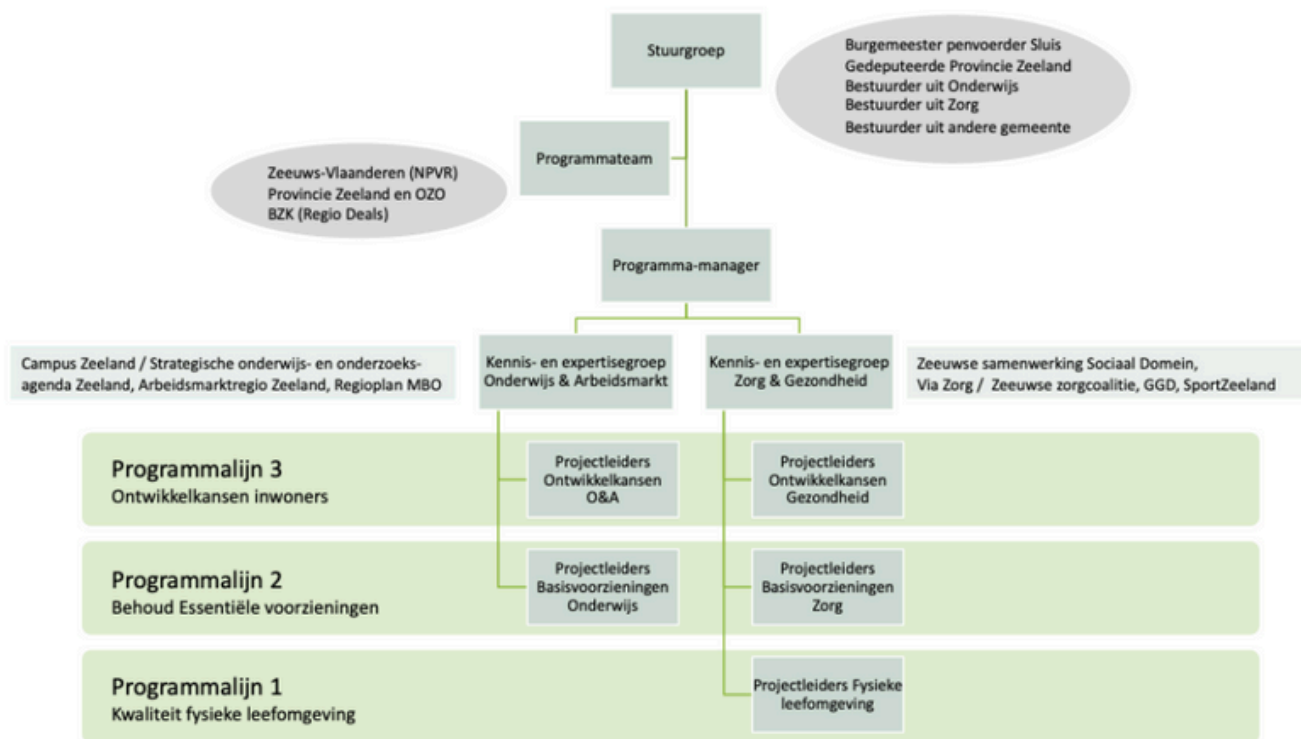 Stuurgroep
Burgemeester penvoerder Sluis
Gedeputeerde Provincie Zeeland
Bestuurder uit Onderwijs
Bestuurder uit Zorg
Bestuurder uit andere gemeente
Programmateam
Zeeuws-Vlaanderen (NPVR)
Provincie Zeeland en OZO
BZK (Regio Deals)
Programma-manager
Campus Zeeland / Strategische onderwijs- en onderzoeks-
agenda Zeeland, Arbeidsmarktregio Zeeland, Regioplan MBO
Kennis- en expertisegroep
Onderwijs & Arbeidsmarkt
Kennis- en expertisegroep
Zorg & Gezondheid
Zeeuwse samenwerking Sociaal Domein,
Via Zorg / Zeeuwse zorgcoalitie, GGD, SportZeeland
Programmalijn 3
Ontwikkelkansen inwoners
Projectleiders
Ontwikkelkansen
O&A
Projectleiders
Ontwikkelkansen
Gezondheid
Programmalijn 2
Behoud Essentiële voorzieningen
Projectleiders
Basisvoorzieningen
Onderwijs
Projectleiders
Basisvoorzieningen
Zorg
Programmalijn 1
Kwaliteit fysieke leefomgeving
Projectleiders Fysieke
leefomgeving